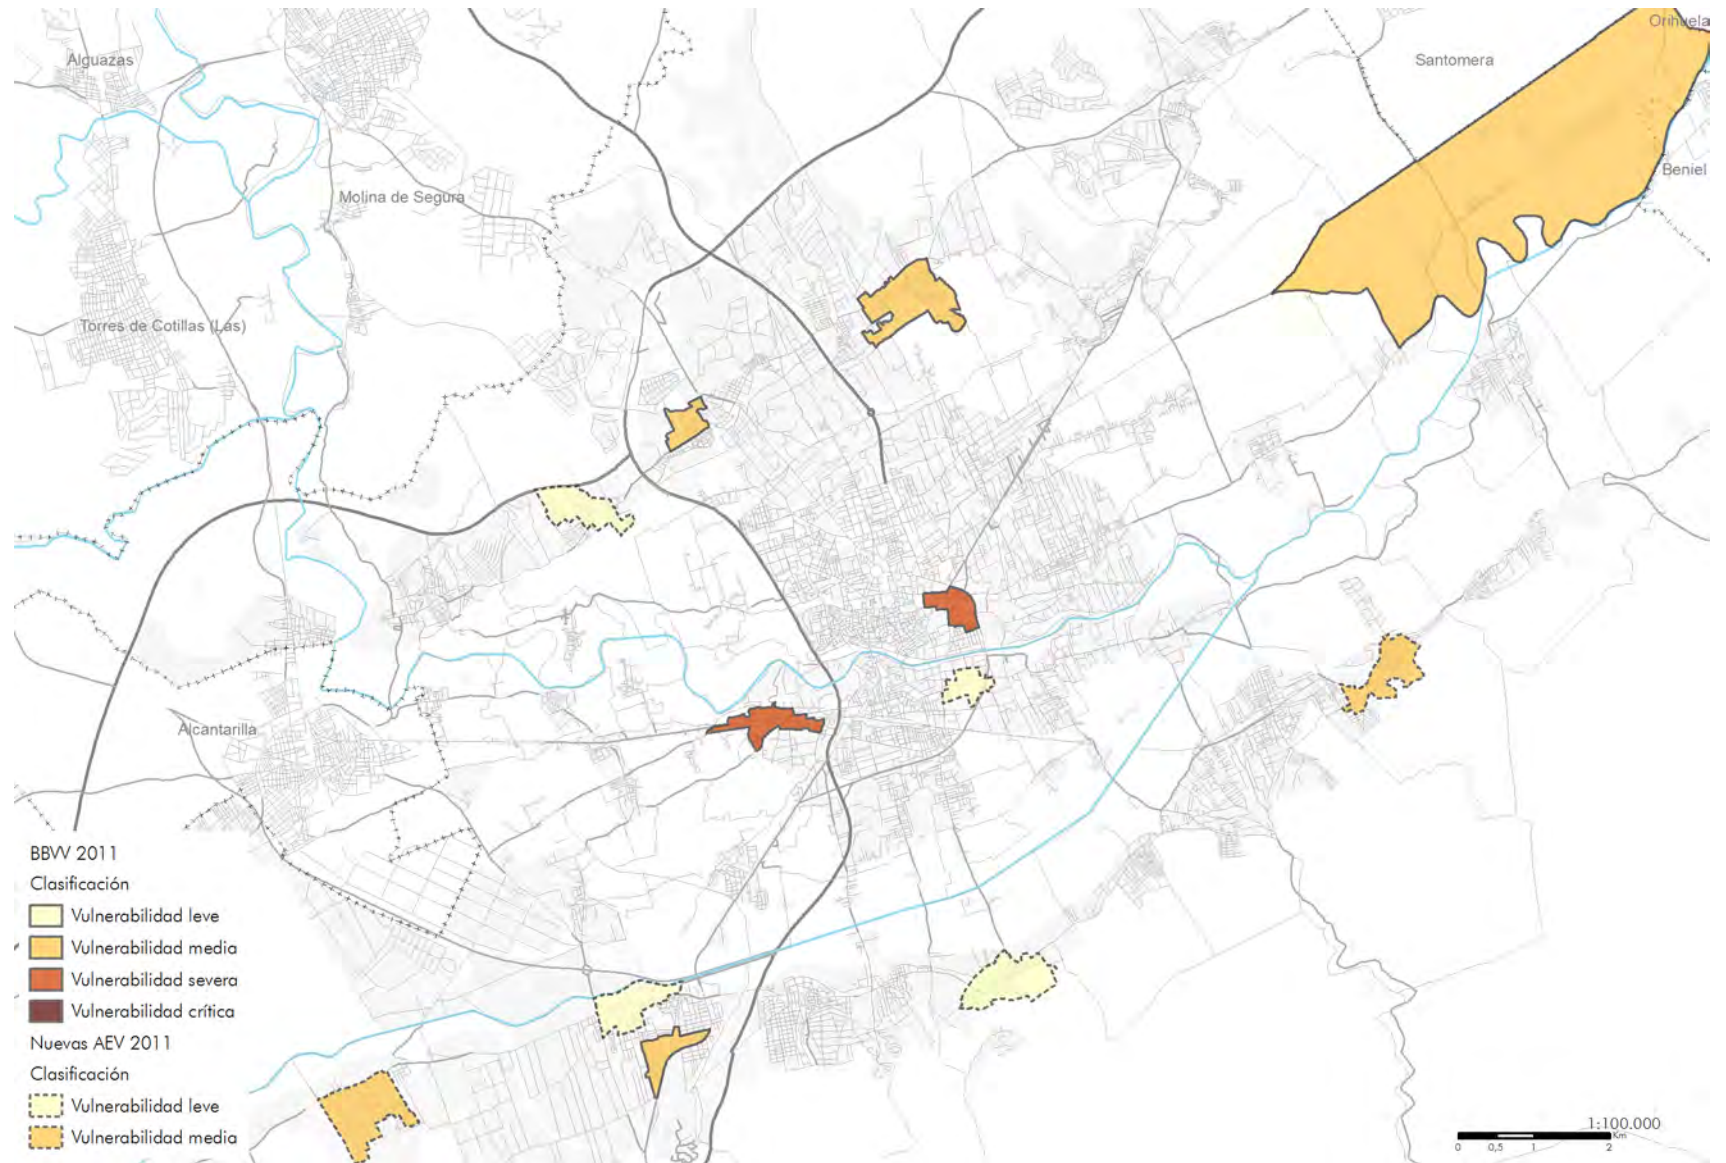 Orihuela
Alguazas
Santomera
Beniel
Molina de Segura
Torres de Cotillas (Las)
Alcantarilla
BBVV 2011
Clasificación
Vulnerabilidad leve
Vulnerabilidad media
Vulnerabilidad severa
Vulnerabilidad crítica
Nuevas AEV 2011
Clasificación
Vulnerabilidad leve
Vulnerabilidad media
1:100.000
Km
0 0,5 1 2